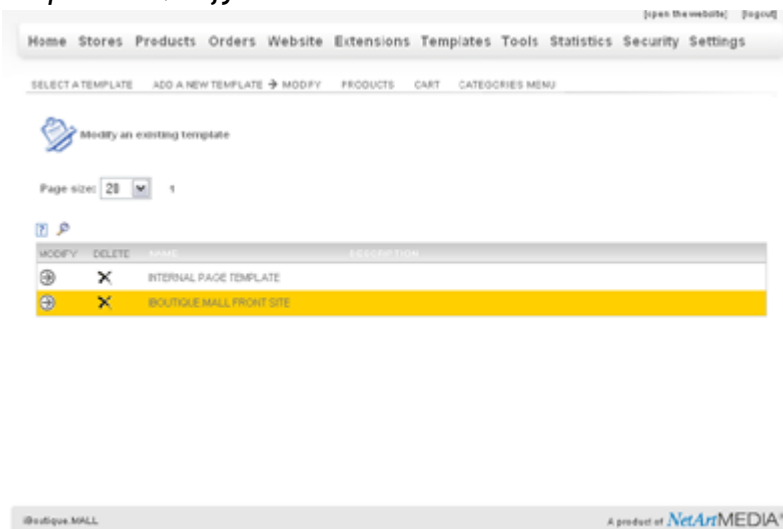 [open the website] [logout]
Home Stores Products Orders Website Extensions Templates Tools Statistics Security Settings
SELECT A TEMPLATE ADD A NEW TEMPLATE MODIFY PRODUCTS CART CATEGORIES MENU
Modify an existing template
Page size: 20 1
MODIFY DELETE NAME DESCRIPTION
INTERNAL PAGE TEMPLATE
IBOUTIQUE.MALL FRONT SITE
iBoutique.MALL A product of NetArtMEDIA